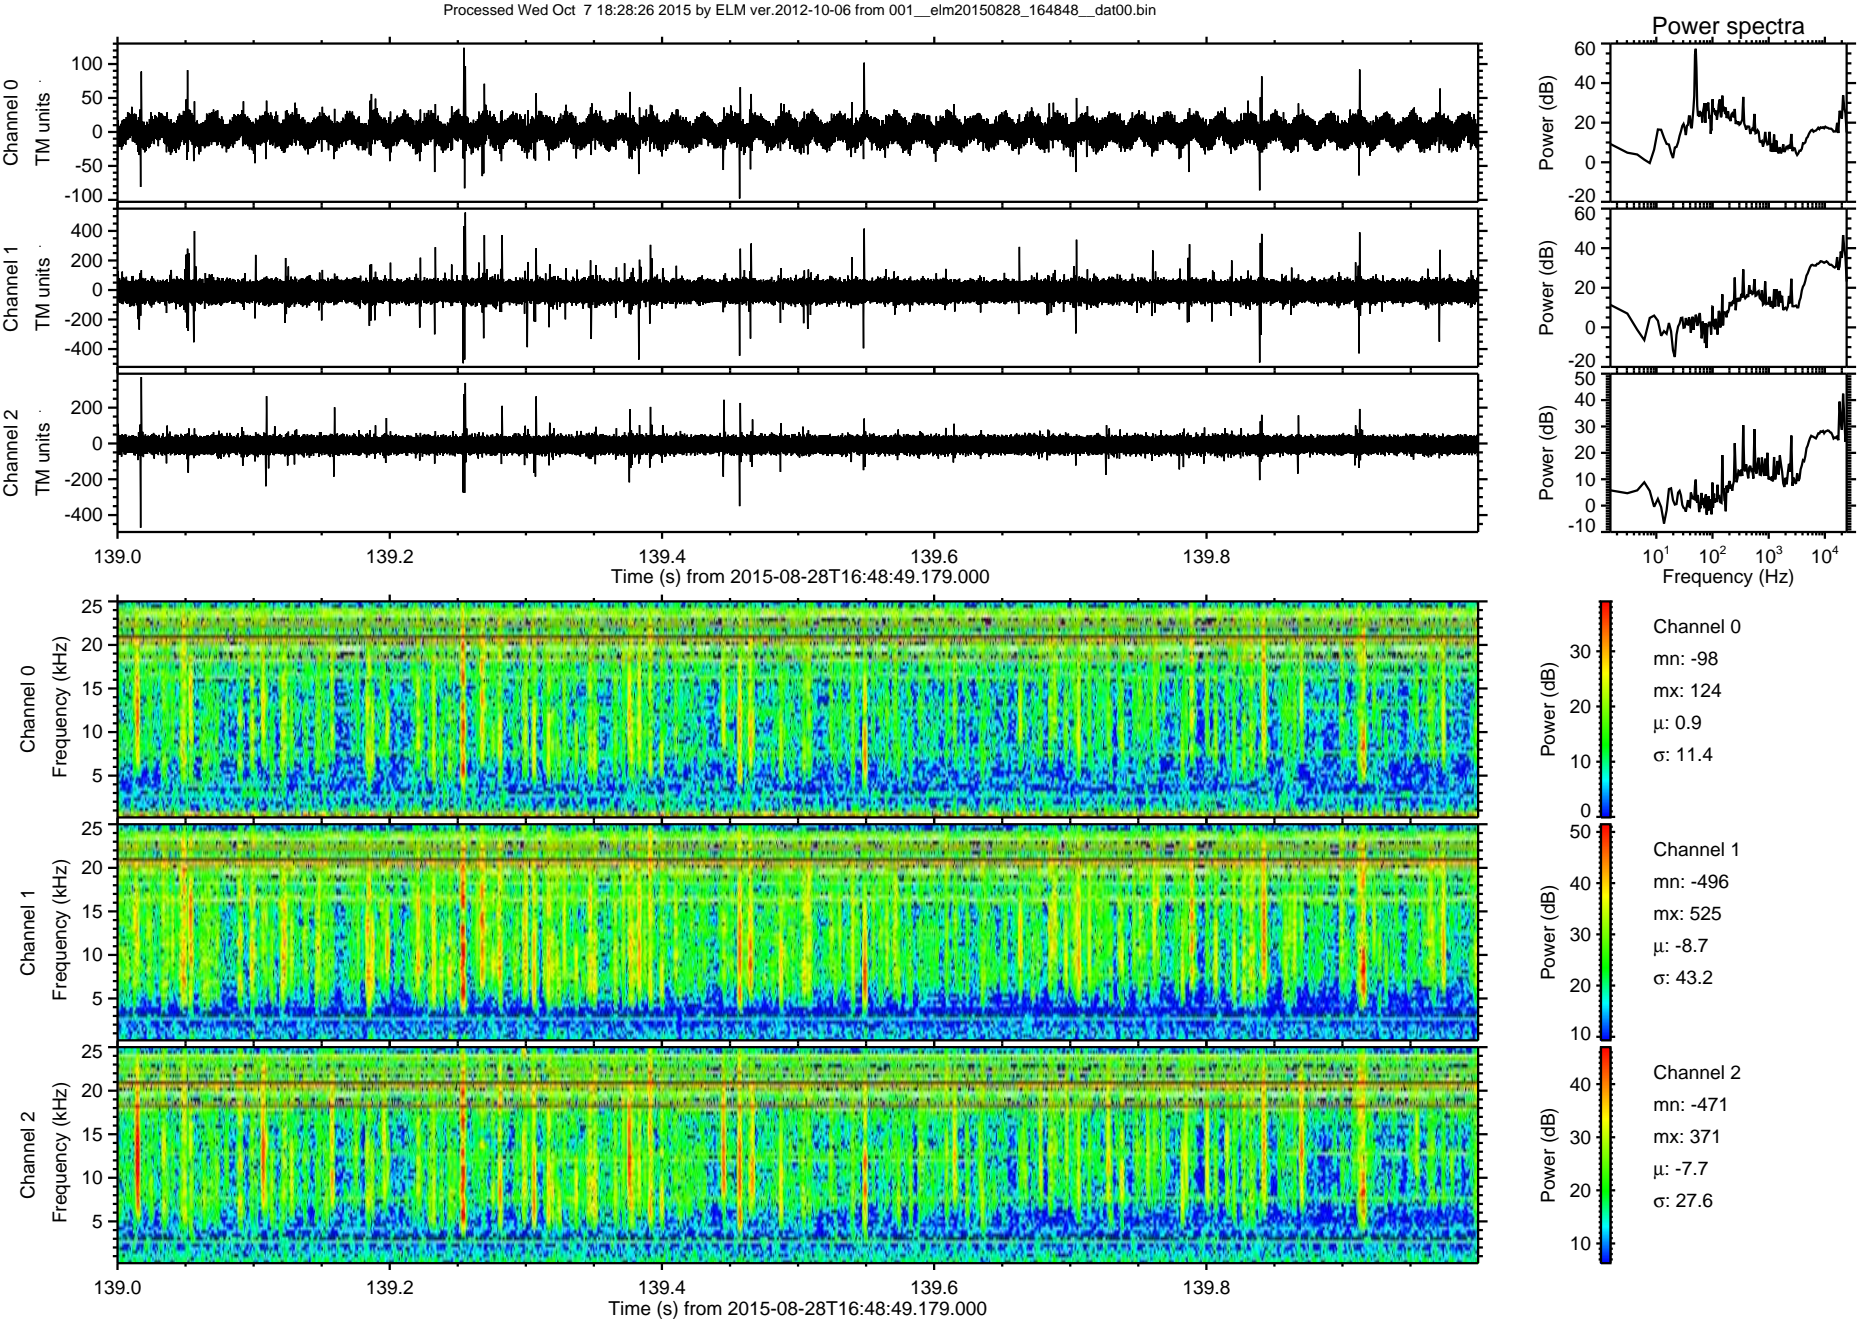 Processed Wed Oct  7 18:28:26 2015 by ELM ver.2012-10-06 from 001__elm20150828_164848__dat00.bin
Power spectra
Channel 0
TM units
100
50
0
-50
-100
Power (dB)
60
40
20
0
-20
Channel 1
TM units
400
200
0
-200
-400
Power (dB)
60
40
20
0
-20
Channel 2
TM units
200
0
-200
-400
Power (dB)
50
40
30
20
10
0
-10
139.0 139.2 139.4 139.6 139.8
Time (s) from 2015-08-28T16:48:49.179.000
10¹ 10² 10³ 10⁴
Frequency (Hz)
Channel 0
Frequency (kHz)
25
20
15
10
5
Power (dB)
30
20
10
0
Channel 0
mn: -98
mx: 124
μ: 0.9
σ: 11.4
Channel 1
Frequency (kHz)
25
20
15
10
5
Power (dB)
50
40
30
20
10
Channel 1
mn: -496
mx: 525
μ: -8.7
σ: 43.2
Channel 2
Frequency (kHz)
25
20
15
10
5
Power (dB)
40
30
20
10
Channel 2
mn: -471
mx: 371
μ: -7.7
σ: 27.6
139.0 139.2 139.4 139.6 139.8
Time (s) from 2015-08-28T16:48:49.179.000